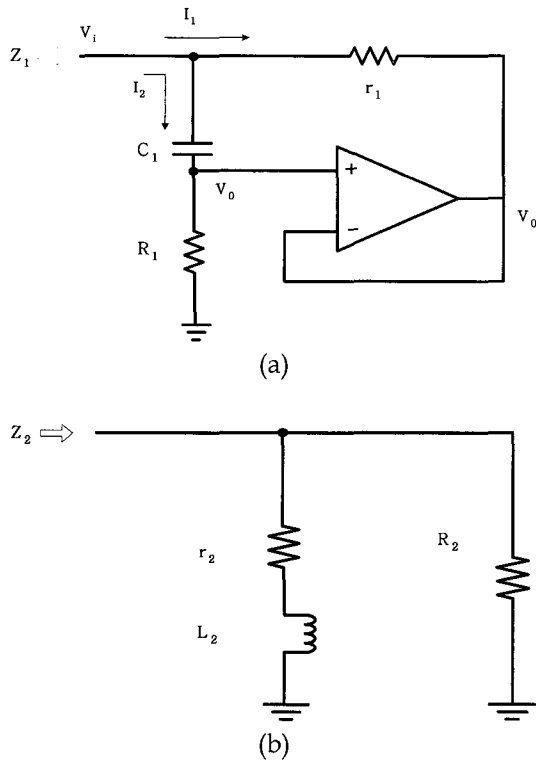 I₁
Vᵢ
Z₁
r₁
I₂
C₁
V₀
+
−
V₀
R₁
(a)
Z₂
r₂
R₂
L₂
(b)